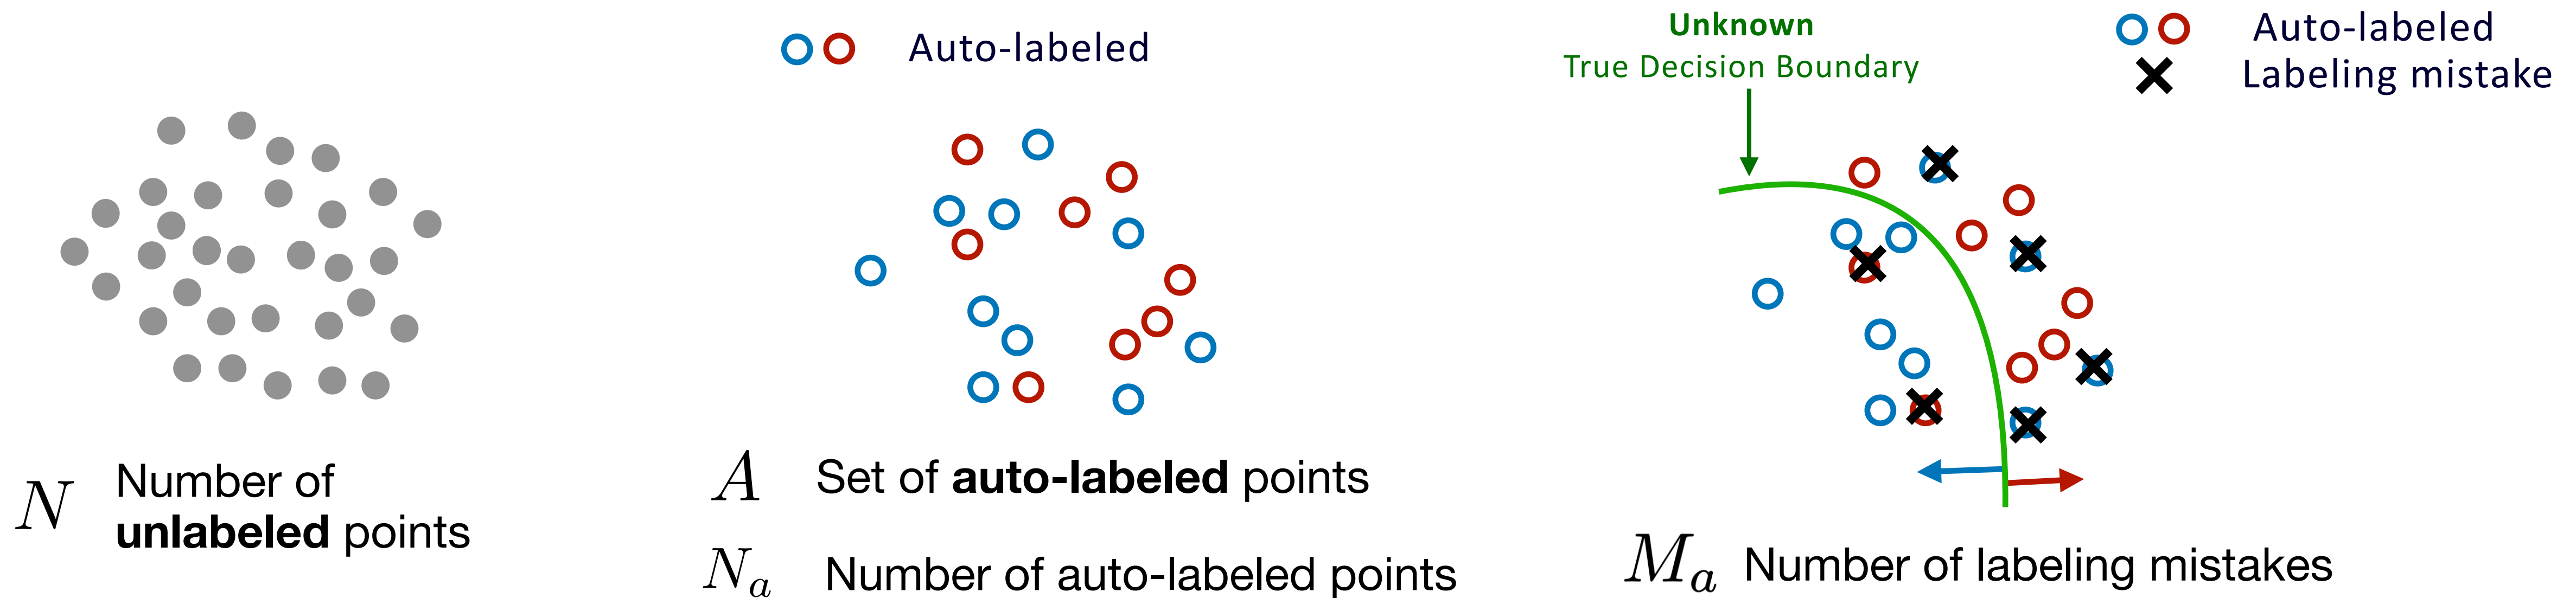 N Number of
unlabeled points
Auto-labeled
A Set of auto-labeled points
Nₐ Number of auto-labeled points
Unknown
True Decision Boundary
Auto-labeled
Labeling mistake
Mₐ Number of labeling mistakes